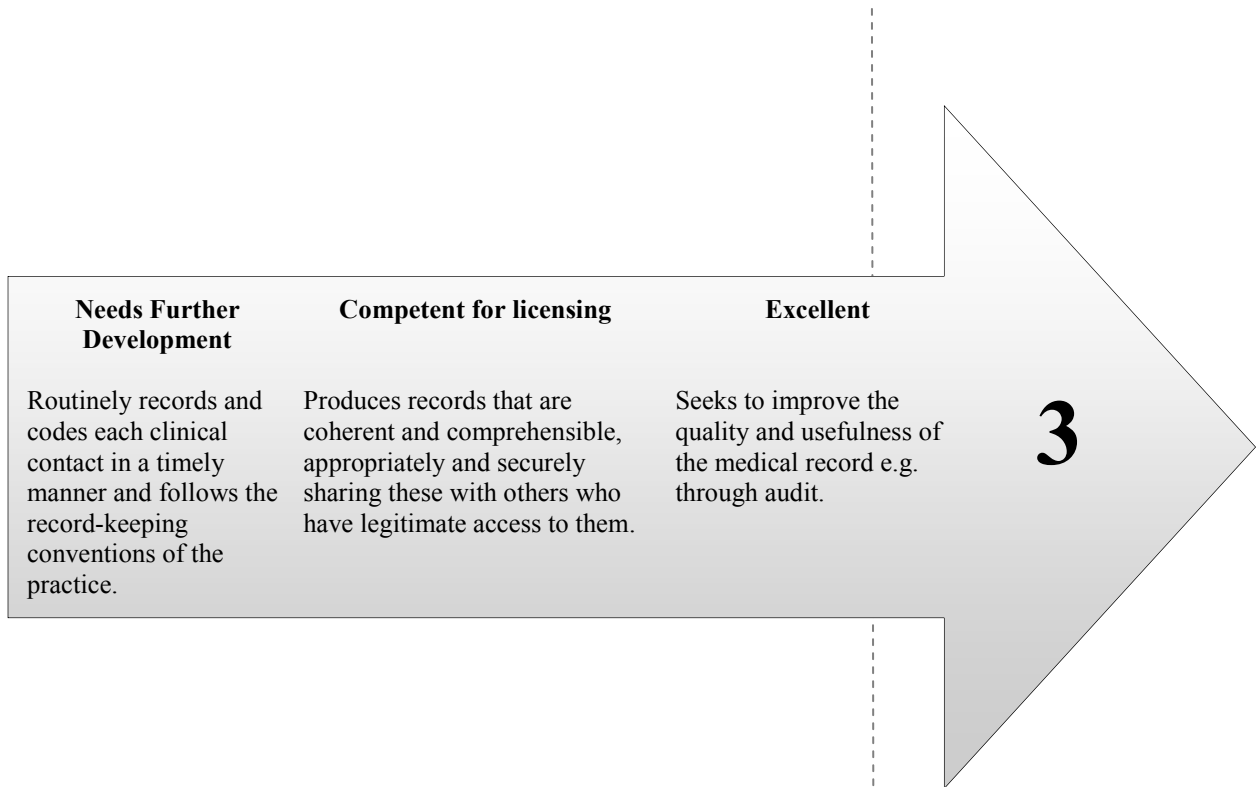 Needs Further
Development
Routinely records and
codes each clinical
contact in a timely
manner and follows the
record-keeping
conventions of the
practice.
Competent for licensing
Produces records that are
coherent and comprehensible,
appropriately and securely
sharing these with others who
have legitimate access to them.
Excellent
Seeks to improve the
quality and usefulness of
the medical record e.g.
through audit.
3